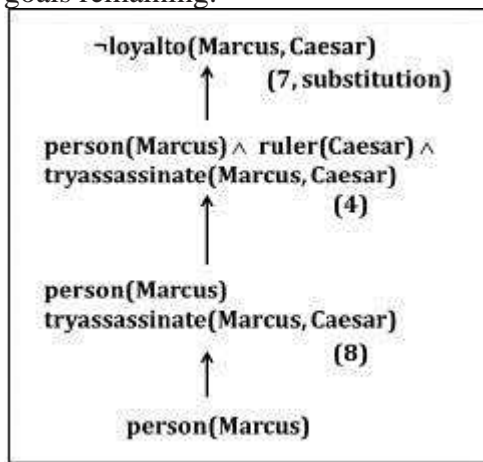 goals remaining.
¬loyalto(Marcus, Caesar)
(7, substitution)
person(Marcus) ∧ ruler(Caesar) ∧
tryassassinate(Marcus, Caesar)
(4)
person(Marcus)
tryassassinate(Marcus, Caesar)
(8)
person(Marcus)